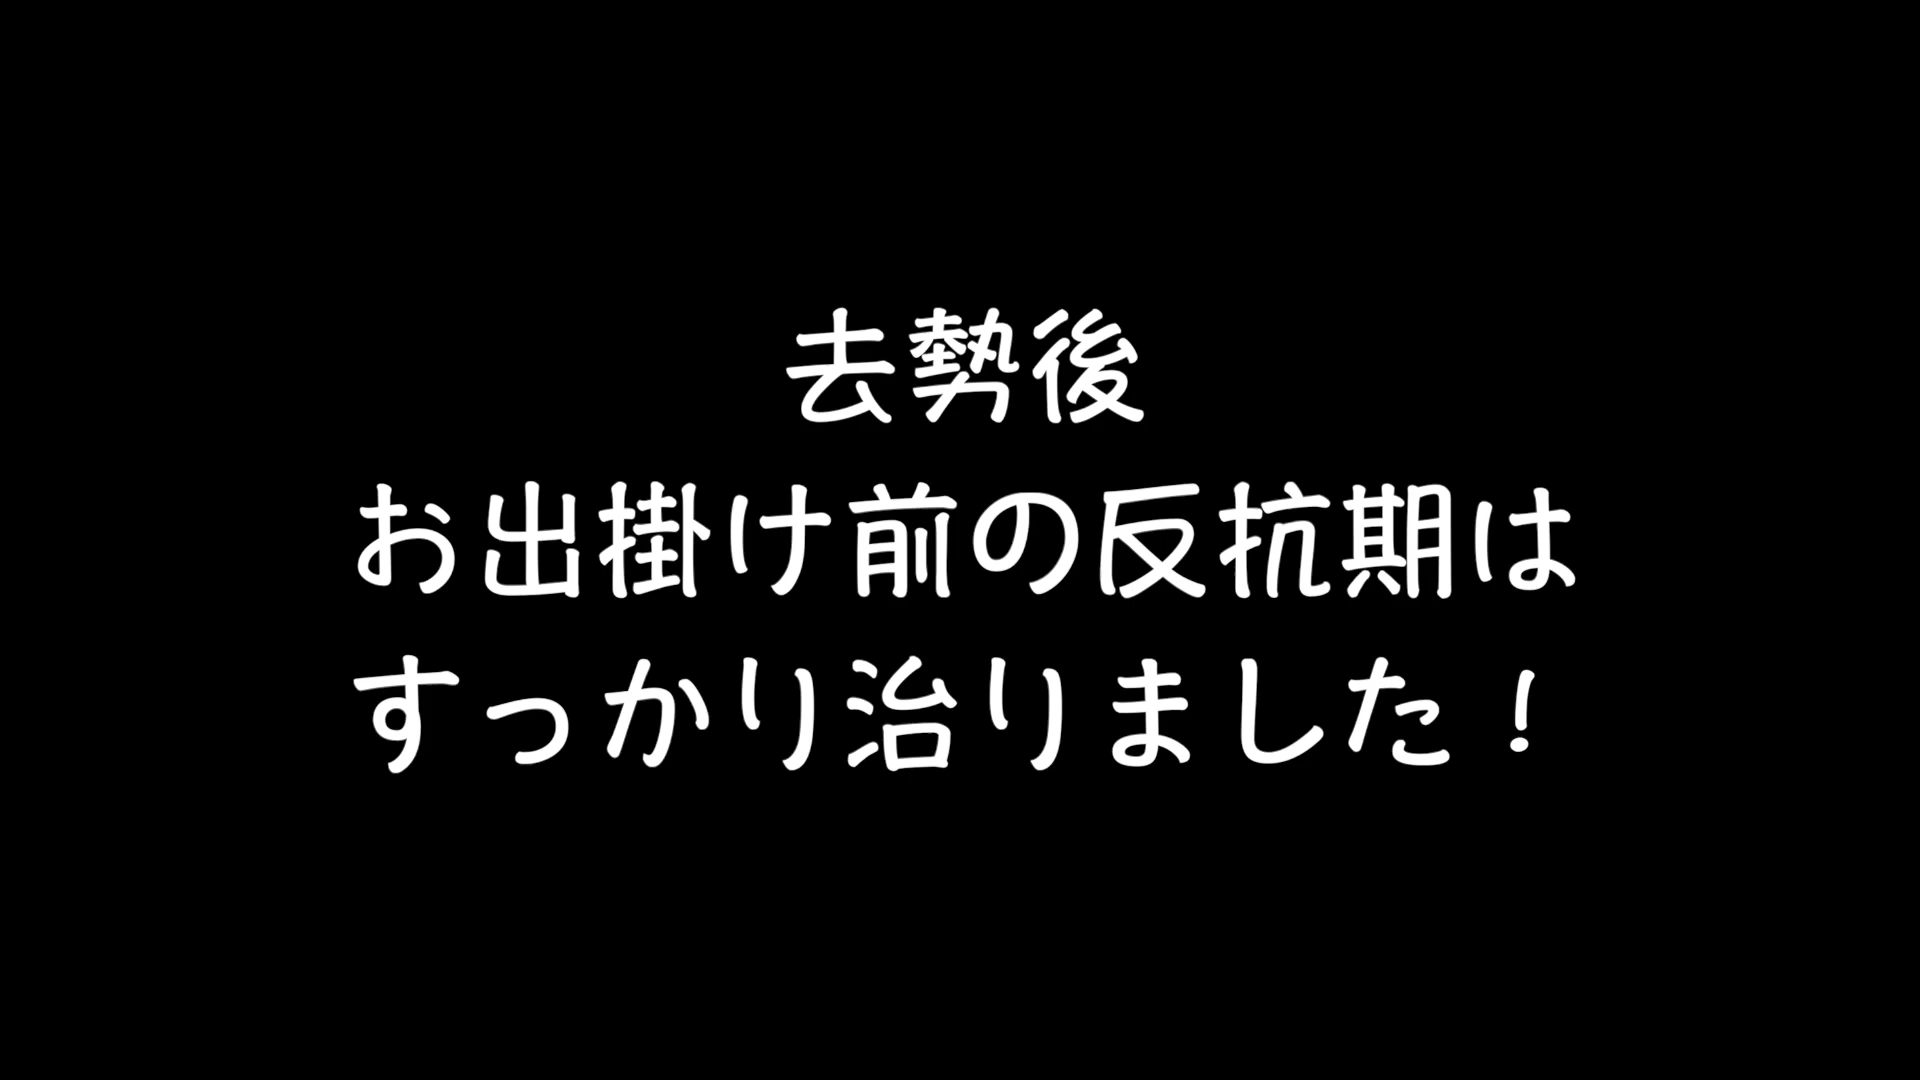 去勢後
お出掛け前の反抗期は
すっかり治りました！